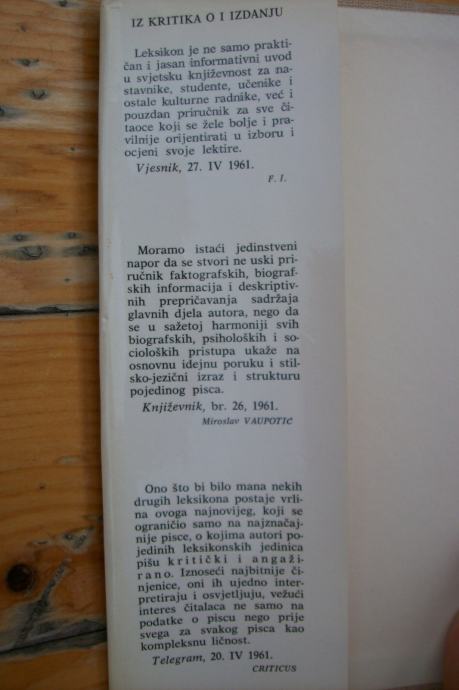 IZ KRITIKA O I IZDANJU
Leksikon je ne samo prakti-
čan i jasan informativni uvod
u svjetsku književnost za na-
stavnike, studente, učenike i
ostale kulturne radnike, već i
pouzdan priručnik za sve či-
taoce koji se žele bolje i pra-
vilnije orijentirati u izboru i
ocjeni svoje lektire.
Vjesnik, 27. IV 1961.
F. I.
Moramo istaći jedinstveni
napor da se stvori ne uski pri-
ručnik faktografskih, biograf-
skih informacija i deskriptiv-
nih prepričavanja sadržaja
glavnih djela autora, nego da
se u sažetoj harmoniji svih
biografskih, psiholoških i so-
cioloških pristupa ukaže na
osnovnu idejnu poruku i stil-
sko-jezični izraz i strukturu
pojedinog pisca.
Književnik, br. 26, 1961.
Miroslav VAUPOTIĆ
Ono što bi bilo mana nekih
drugih leksikona postaje vrli-
na ovoga najnovijeg, koji se
ograničio samo na najznačaj-
nije pisce, o kojima autori po-
jedinih leksikonskih jedinica
pišu kritički i angaži-
rano. Iznoseći najbitnije či-
njenice, oni ih ujedno inter-
pretiraju i osvjetljuju, vežući
interes čitalaca ne samo na
podatke o piscu nego prije
svega za svakog pisca kao
kompleksnu ličnost.
Telegram, 20. IV 1961.
CRITICUS